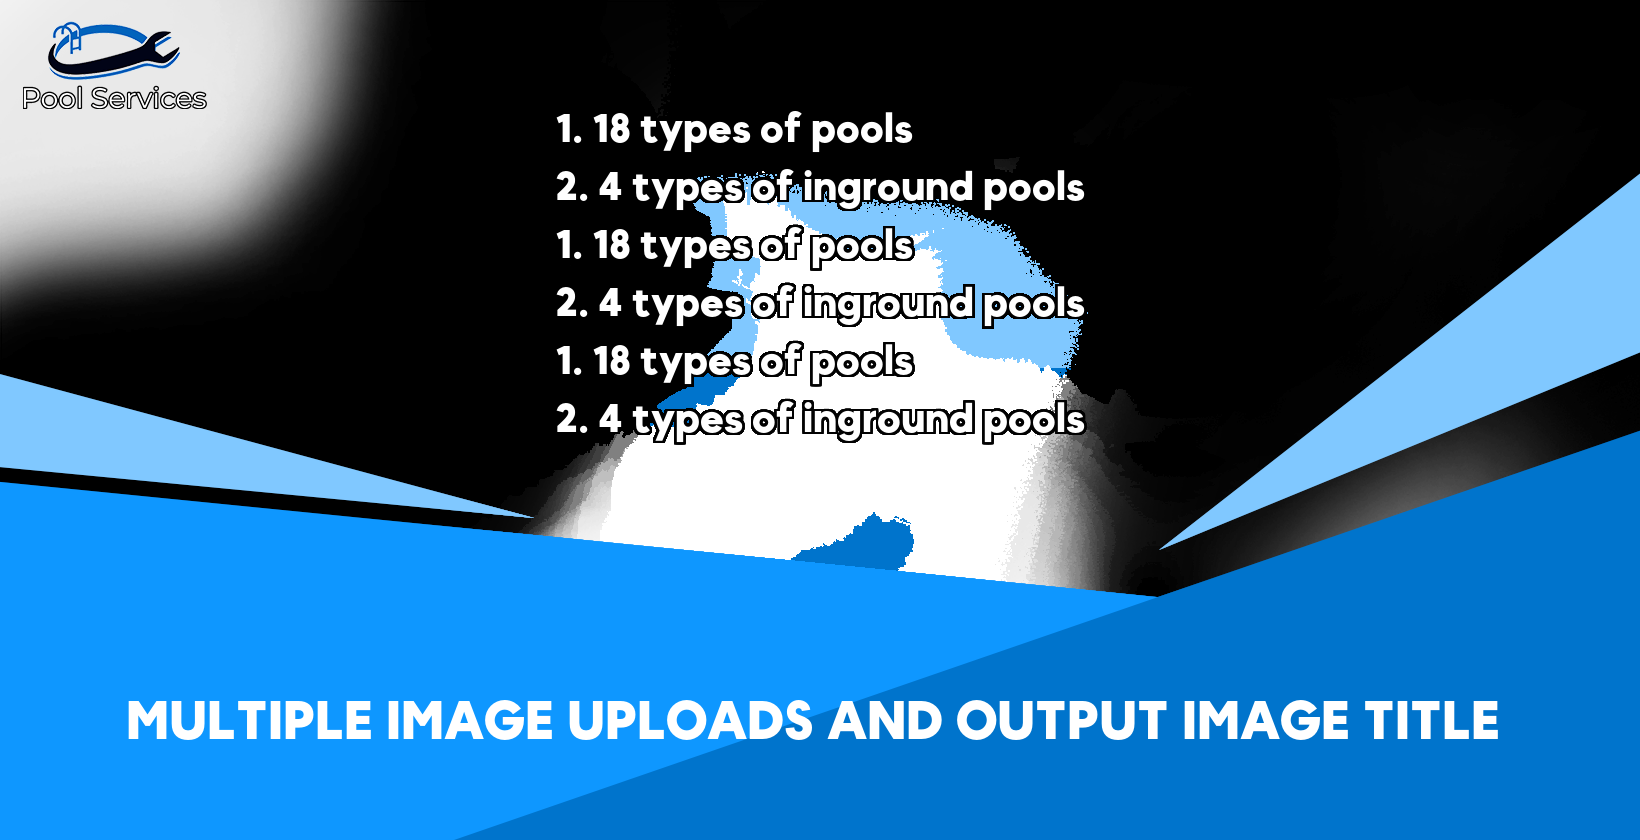 Pool Services
1. 18 types of pools
2. 4 types of inground pools
1. 18 types of pools
2. 4 types of inground pools
1. 18 types of pools
2. 4 types of inground pools
MULTIPLE IMAGE UPLOADS AND OUTPUT IMAGE TITLE